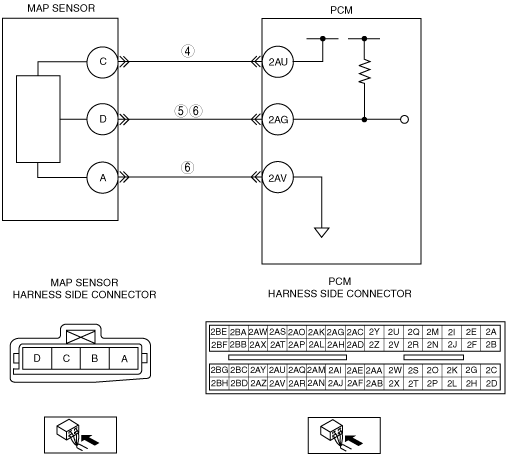 MAP SENSOR
PCM
C
4
2AU
D
5 6
2AG
A
6
2AV
MAP SENSOR
HARNESS SIDE CONNECTOR
PCM
HARNESS SIDE CONNECTOR
D C B A
2BE 2BA 2AW 2AS 2AO 2AK 2AG 2AC 2Y 2U 2Q 2M 2I 2E 2A
2BF 2BB 2AX 2AT 2AP 2AL 2AH 2AD 2Z 2V 2R 2N 2J 2F 2B
2BG 2BC 2AY 2AU 2AQ 2AM 2AI 2AE 2AA 2W 2S 2O 2K 2G 2C
2BH 2BD 2AZ 2AV 2AR 2AN 2AJ 2AF 2AB 2X 2T 2P 2L 2H 2D